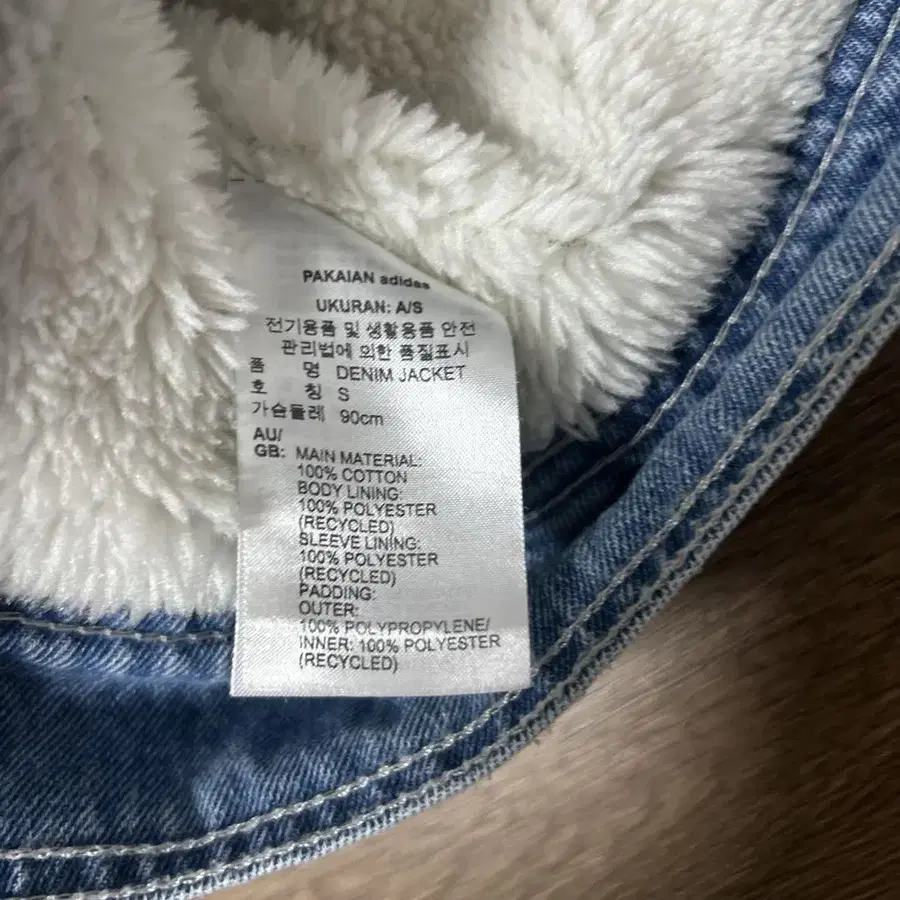 PAKAIAN adidas
UKURAN: A/S
전기용품 및 생활용품 안전
관리법에 의한 품질표시
품 명 DENIM JACKET
호 칭 S
가슴둘레 90cm
AU/
GB: MAIN MATERIAL:
100% COTTON
BODY LINING:
100% POLYESTER
(RECYCLED)
SLEEVE LINING:
100% POLYESTER
(RECYCLED)
PADDING:
OUTER:
100% POLYPROPYLENE/
INNER: 100% POLYESTER
(RECYCLED)